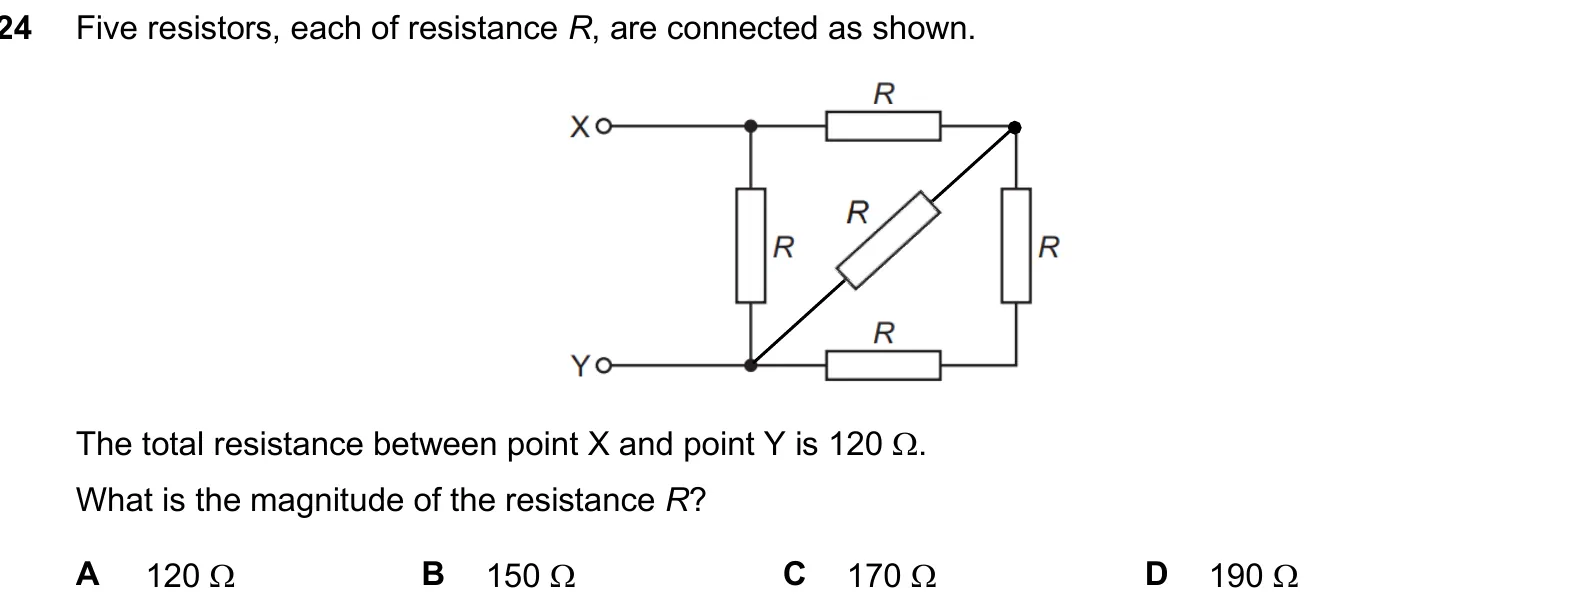 24 Five resistors, each of resistance R, are connected as shown.
R
X
R
R
R
R
Y
The total resistance between point X and point Y is 120 Ω.
What is the magnitude of the resistance R?
A 120 Ω B 150 Ω C 170 Ω D 190 Ω